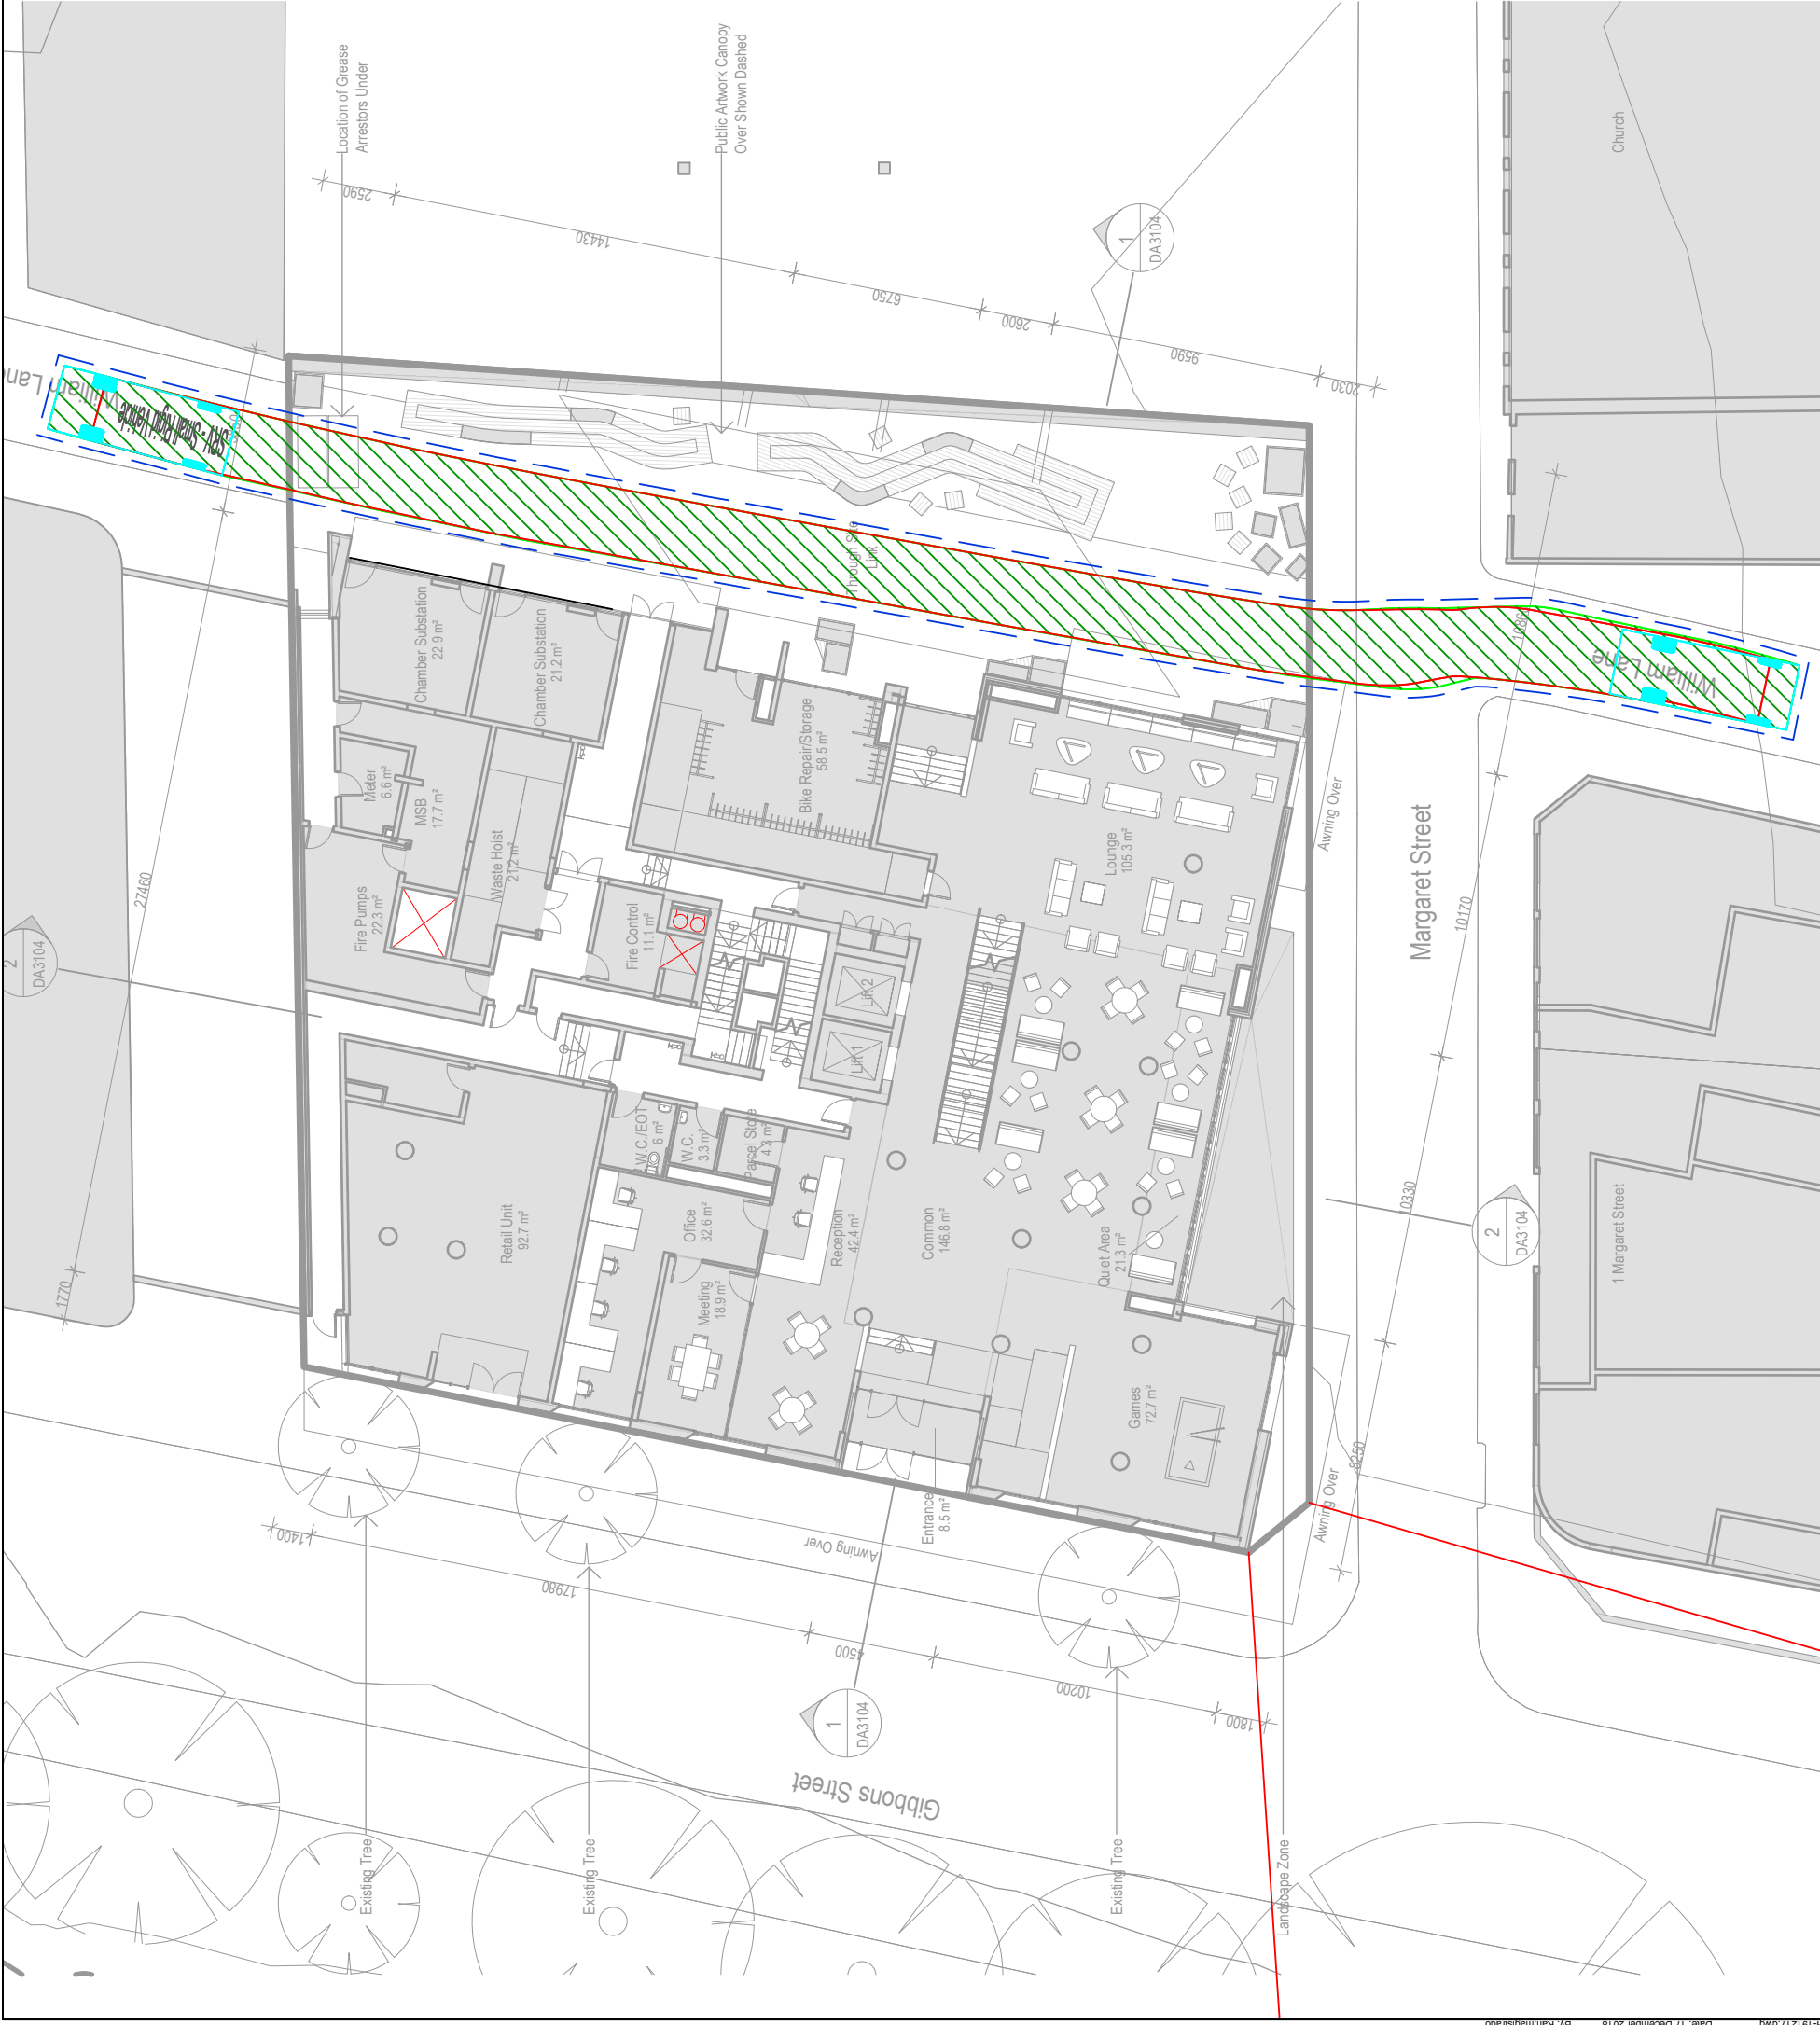 Location of Grease
Arrestors Under
Public Artwork Canopy
Over Shown Dashed
Church
2590
14430
6750
2600
9590
2030
1
DA3104
William Lane
SRV - Small Rigid Vehicle
Through Site
Link
Chamber Substation
22.9 m²
Chamber Substation
21.2 m²
Meter
6.6 m²
MSB
17.7 m²
Waste Hoist
21.2 m²
Bike Repair/Storage
58.5 m²
Fire Pumps
22.3 m²
Fire Control
11.1 m²
Lift 2
Lift 1
Lounge
105.3 m²
Awning Over
Margaret Street
William Lane
27460
2
DA3104
10170
10330
8250
1770
Retail Unit
92.7 m²
W.C./EOT
6 m²
W.C.
3.3 m²
Parcel Store
4.3 m²
Office
32.6 m²
Meeting
18.9 m²
Reception
42.4 m²
Common
146.8 m²
Quiet Area
21.3 m²
Games
72.7 m²
Entrance
8.5 m²
Awning Over
Awning Over
2
DA3104
1 Margaret Street
1400
17980
4500
10200
1800
1
DA3104
Gibbons Street
Existing Tree
Existing Tree
Existing Tree
Landscape Zone